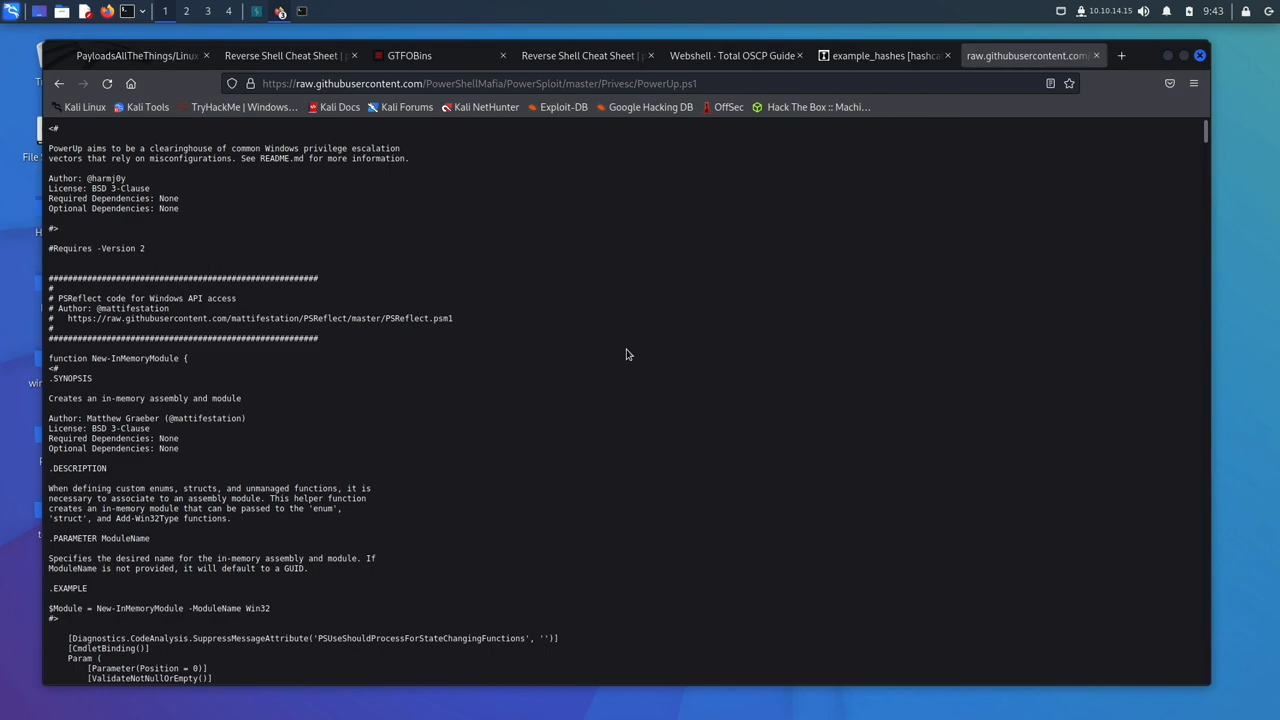 1
2
3
4
3
10.10.14.15
9:43
PayloadsAllTheThings/Linux
Reverse Shell Cheat Sheet | p
GTFOBins
Reverse Shell Cheat Sheet | p
Webshell - Total OSCP Guide
example_hashes [hashcat
raw.githubusercontent.com/
https://raw.githubusercontent.com/PowerShellMafia/PowerSploit/master/Privesc/PowerUp.ps1
Kali Linux
Kali Tools
TryHackMe | Windows…
Kali Docs
Kali Forums
Kali NetHunter
Exploit-DB
Google Hacking DB
OffSec
Hack The Box :: Machi…
<#
PowerUp aims to be a clearinghouse of common Windows privilege escalation
vectors that rely on misconfigurations. See README.md for more information.
Author: @harmj0y
License: BSD 3-Clause
Required Dependencies: None
Optional Dependencies: None
#>
#Requires -Version 2
########################################################
#
# PSReflect code for Windows API access
# Author: @mattifestation
#   https://raw.githubusercontent.com/mattifestation/PSReflect/master/PSReflect.psm1
#
########################################################
function New-InMemoryModule {
<#
.SYNOPSIS
Creates an in-memory assembly and module
Author: Matthew Graeber (@mattifestation)
License: BSD 3-Clause
Required Dependencies: None
Optional Dependencies: None
.DESCRIPTION
When defining custom enums, structs, and unmanaged functions, it is
necessary to associate to an assembly module. This helper function
creates an in-memory module that can be passed to the 'enum',
'struct', and Add-Win32Type functions.
.PARAMETER ModuleName
Specifies the desired name for the in-memory assembly and module. If
ModuleName is not provided, it will default to a GUID.
.EXAMPLE
$Module = New-InMemoryModule -ModuleName Win32
#>
[Diagnostics.CodeAnalysis.SuppressMessageAttribute('PSUseShouldProcessForStateChangingFunctions', '')]
[CmdletBinding()]
Param (
[Parameter(Position = 0)]
[ValidateNotNullOrEmpty()]